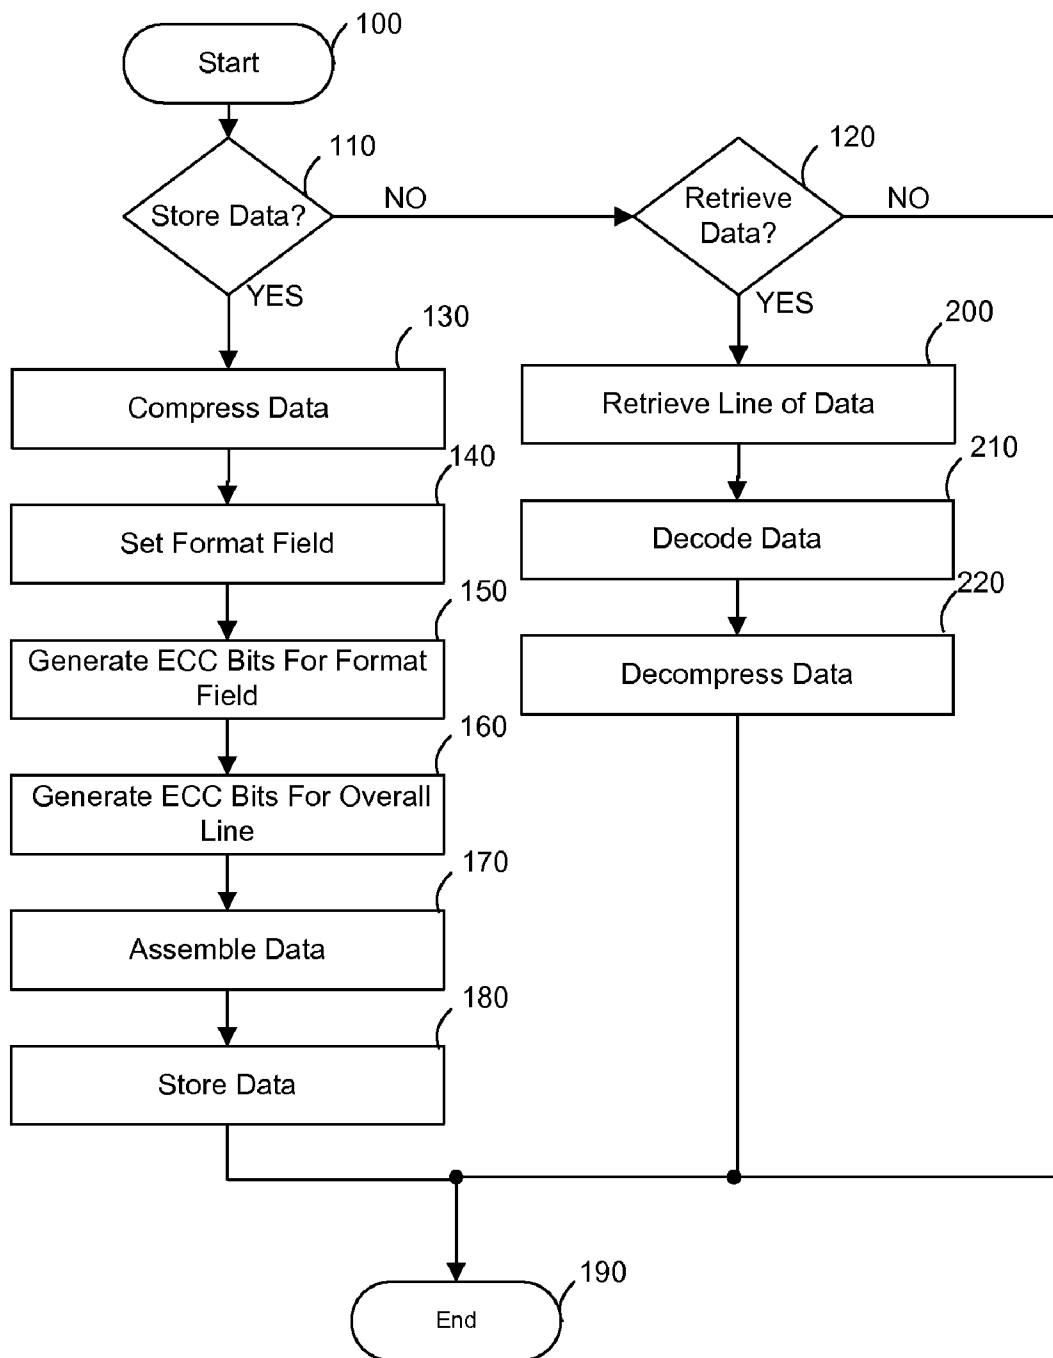 100
Start
110
Store Data?
NO
YES
120
Retrieve
Data?
NO
YES
130
Compress Data
140
Set Format Field
150
Generate ECC Bits For Format
Field
160
Generate ECC Bits For Overall
Line
170
Assemble Data
180
Store Data
200
Retrieve Line of Data
210
Decode Data
220
Decompress Data
190
End